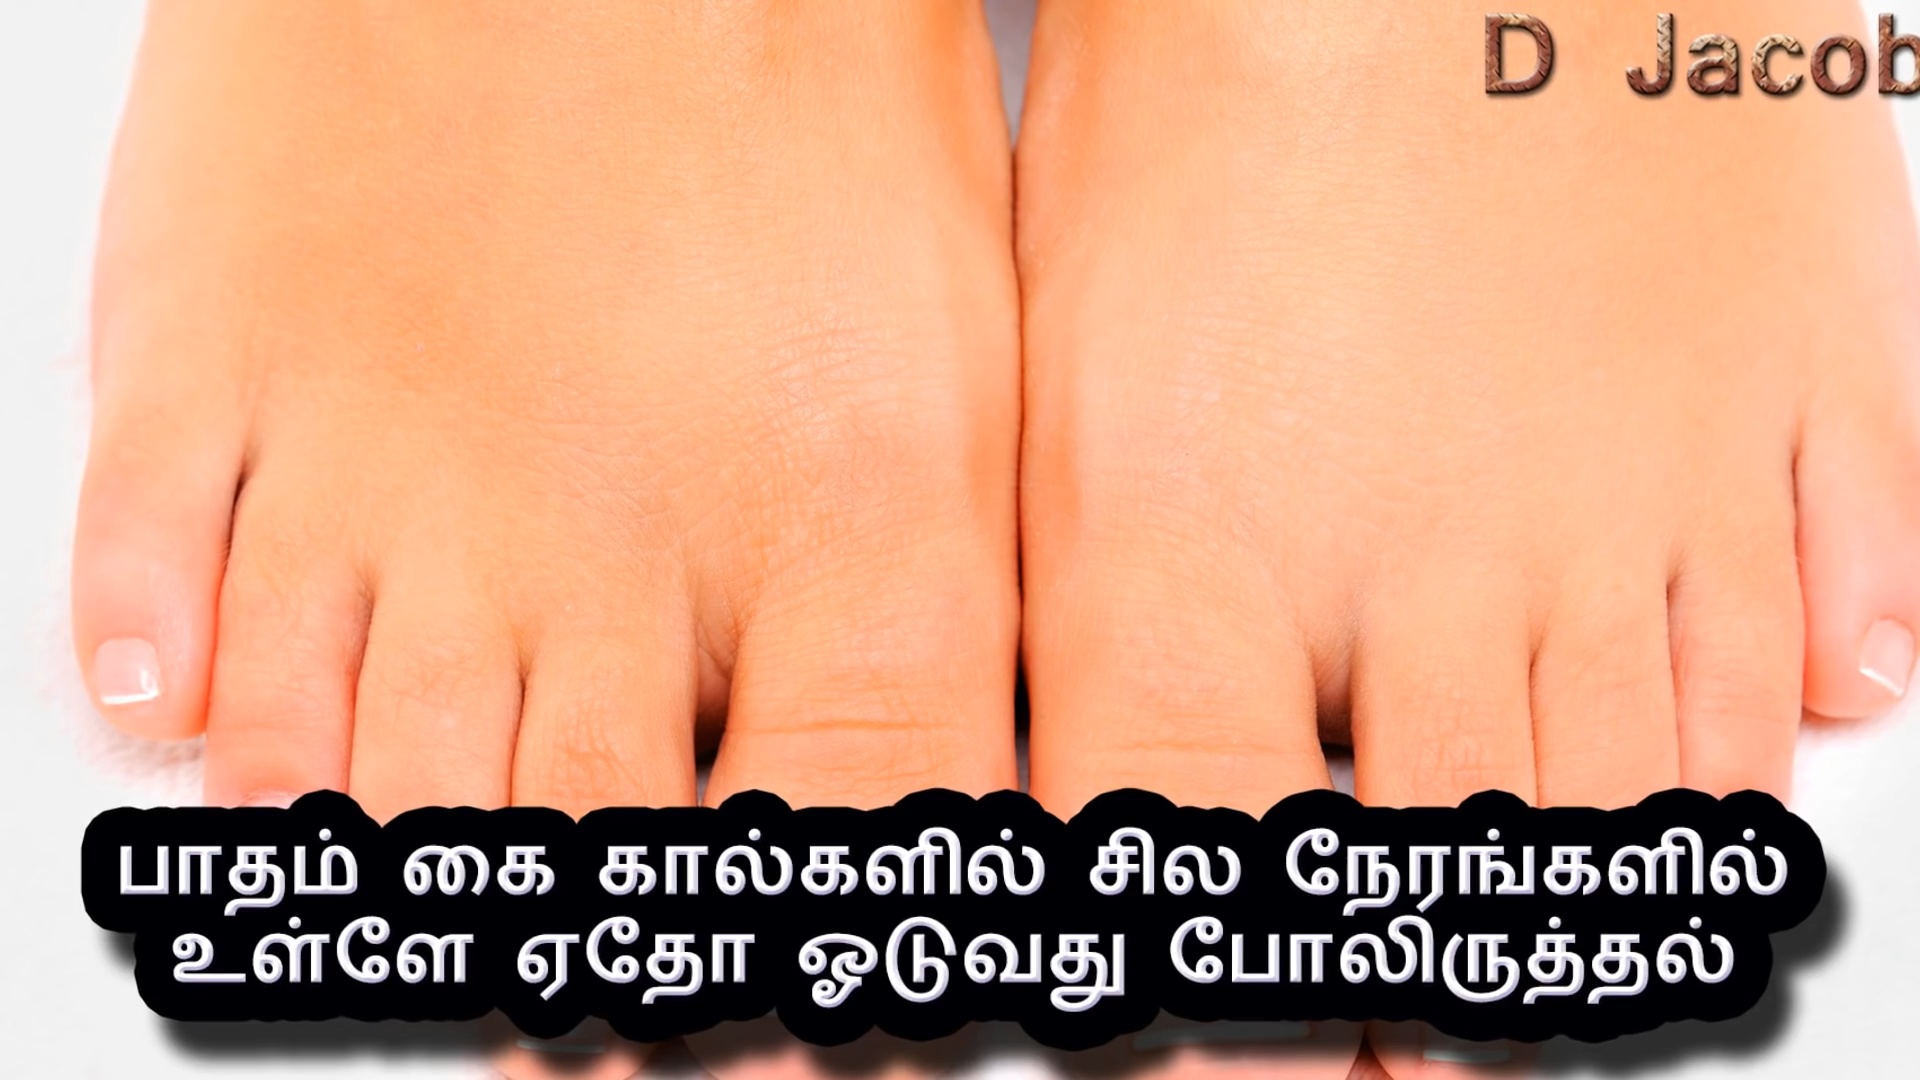 D Jacob
பாதம் கை கால்களில் சில நேரங்களில்
உள்ளே ஏதோ ஓடுவது போலிருத்தல்